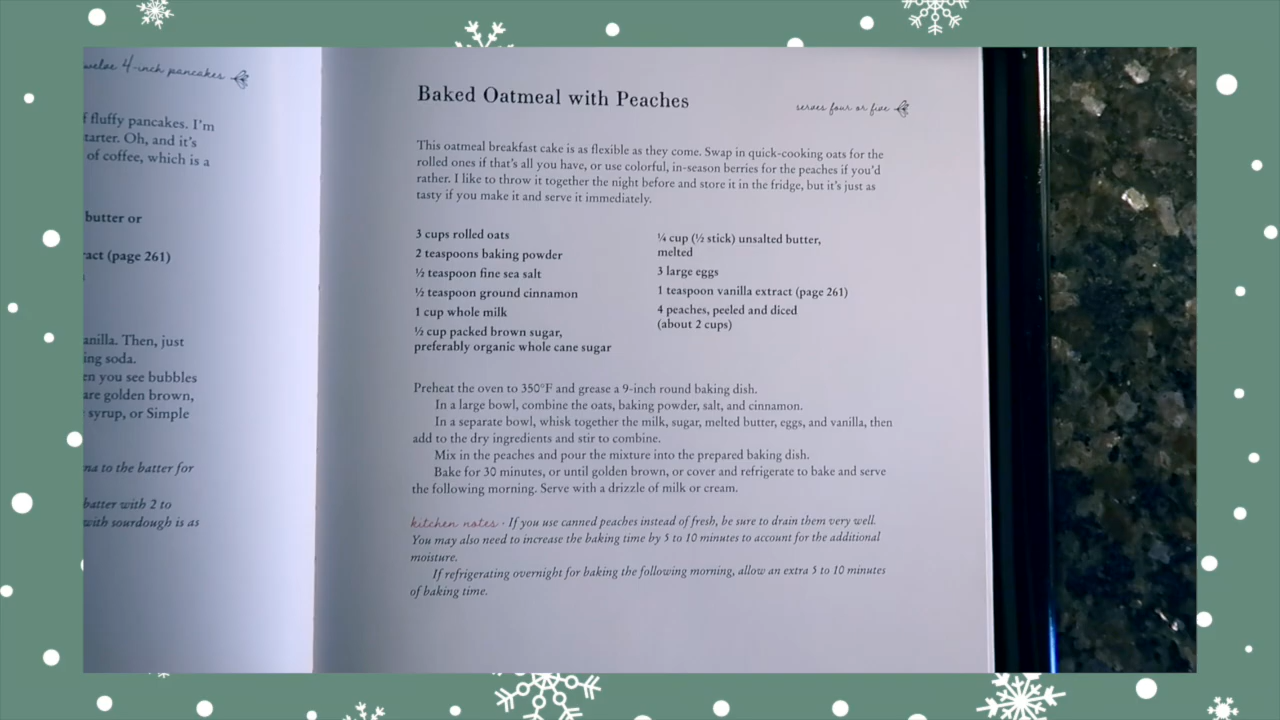 welve 4-inch pancakes
f fluffy pancakes. I'm
tarter. Oh, and it's
of coffee, which is a
butter or
act (page 261)
anilla. Then, just
ing soda.
en you see bubbles
are golden brown,
syrup, or Simple
na to the batter for
batter with 2 to
with sourdough is as
Baked Oatmeal with Peaches
serves four or five
This oatmeal breakfast cake is as flexible as they come. Swap in quick-cooking oats for the
rolled ones if that's all you have, or use colorful, in-season berries for the peaches if you'd
rather. I like to throw it together the night before and store it in the fridge, but it's just as
tasty if you make it and serve it immediately.
3 cups rolled oats
2 teaspoons baking powder
½ teaspoon fine sea salt
½ teaspoon ground cinnamon
1 cup whole milk
½ cup packed brown sugar,
preferably organic whole cane sugar
¼ cup (½ stick) unsalted butter,
melted
3 large eggs
1 teaspoon vanilla extract (page 261)
4 peaches, peeled and diced
(about 2 cups)
Preheat the oven to 350°F and grease a 9-inch round baking dish.
In a large bowl, combine the oats, baking powder, salt, and cinnamon.
In a separate bowl, whisk together the milk, sugar, melted butter, eggs, and vanilla, then
add to the dry ingredients and stir to combine.
Mix in the peaches and pour the mixture into the prepared baking dish.
Bake for 30 minutes, or until golden brown, or cover and refrigerate to bake and serve
the following morning. Serve with a drizzle of milk or cream.
kitchen notes · If you use canned peaches instead of fresh, be sure to drain them very well.
You may also need to increase the baking time by 5 to 10 minutes to account for the additional
moisture.
If refrigerating overnight for baking the following morning, allow an extra 5 to 10 minutes
of baking time.